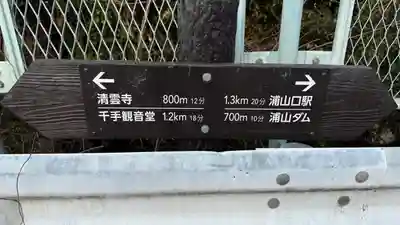 ← →
清雲寺 800m 12分 1.3km 20分 浦山口駅
千手観音堂 1.2km 18分 700m 10分 浦山ダム